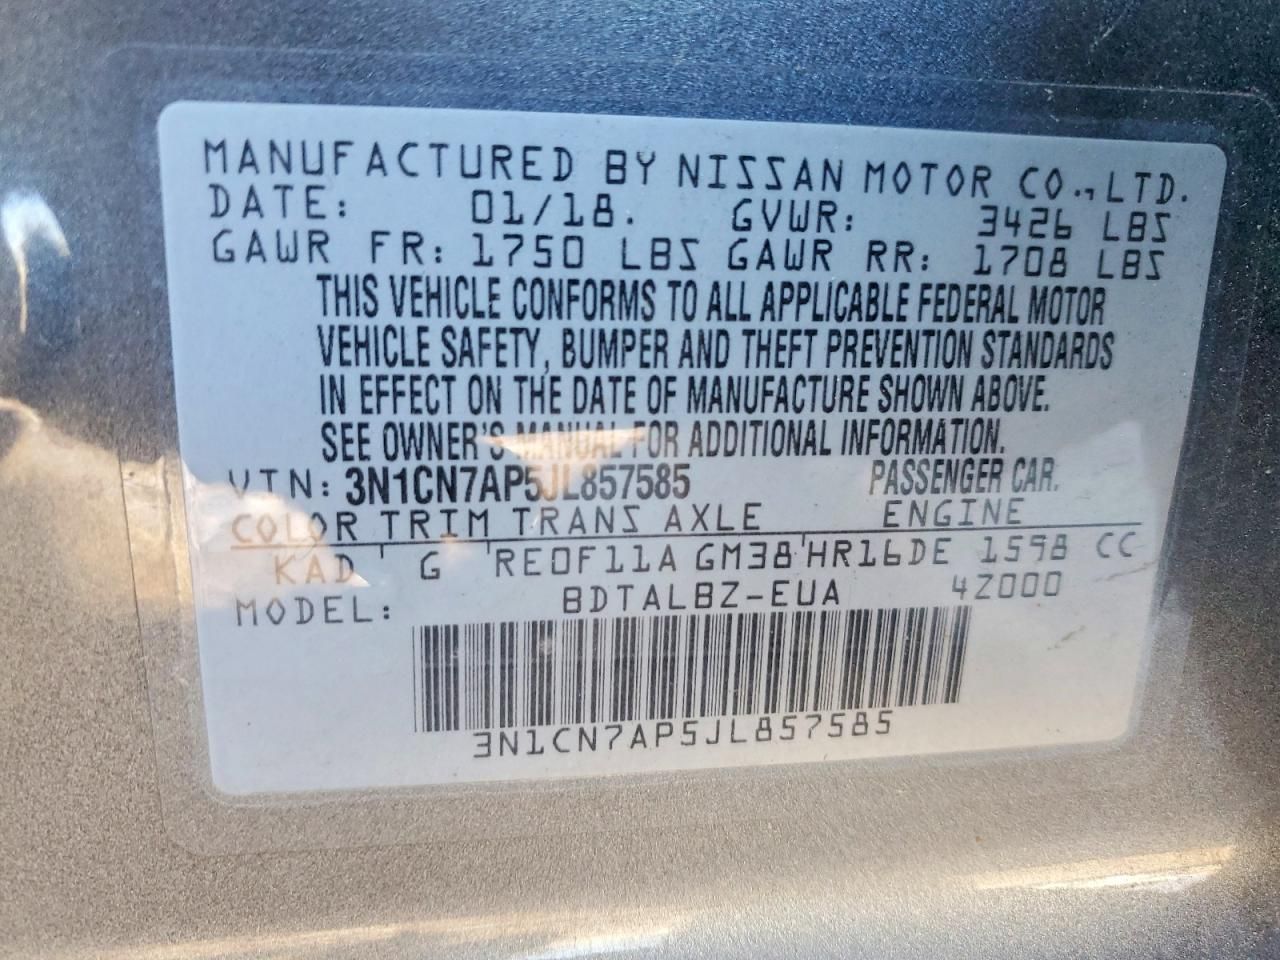 MANUFACTURED BY NISSAN MOTOR CO., LTD.
DATE: 01/18. GVWR: 3426 LBS
GAWR FR: 1750 LBS GAWR RR: 1708 LBS
THIS VEHICLE CONFORMS TO ALL APPLICABLE FEDERAL MOTOR
VEHICLE SAFETY, BUMPER AND THEFT PREVENTION STANDARDS
IN EFFECT ON THE DATE OF MANUFACTURE SHOWN ABOVE.
SEE OWNER'S MANUAL FOR ADDITIONAL INFORMATION.
VIN: 3N1CN7AP5JL857585 PASSENGER CAR.
COLOR TRIM TRANS AXLE ENGINE
KAD G RE0F11A GM38 HR16DE 1598 CC
MODEL: BDTALBZ-EUA 4Z000
3N1CN7AP5JL857585